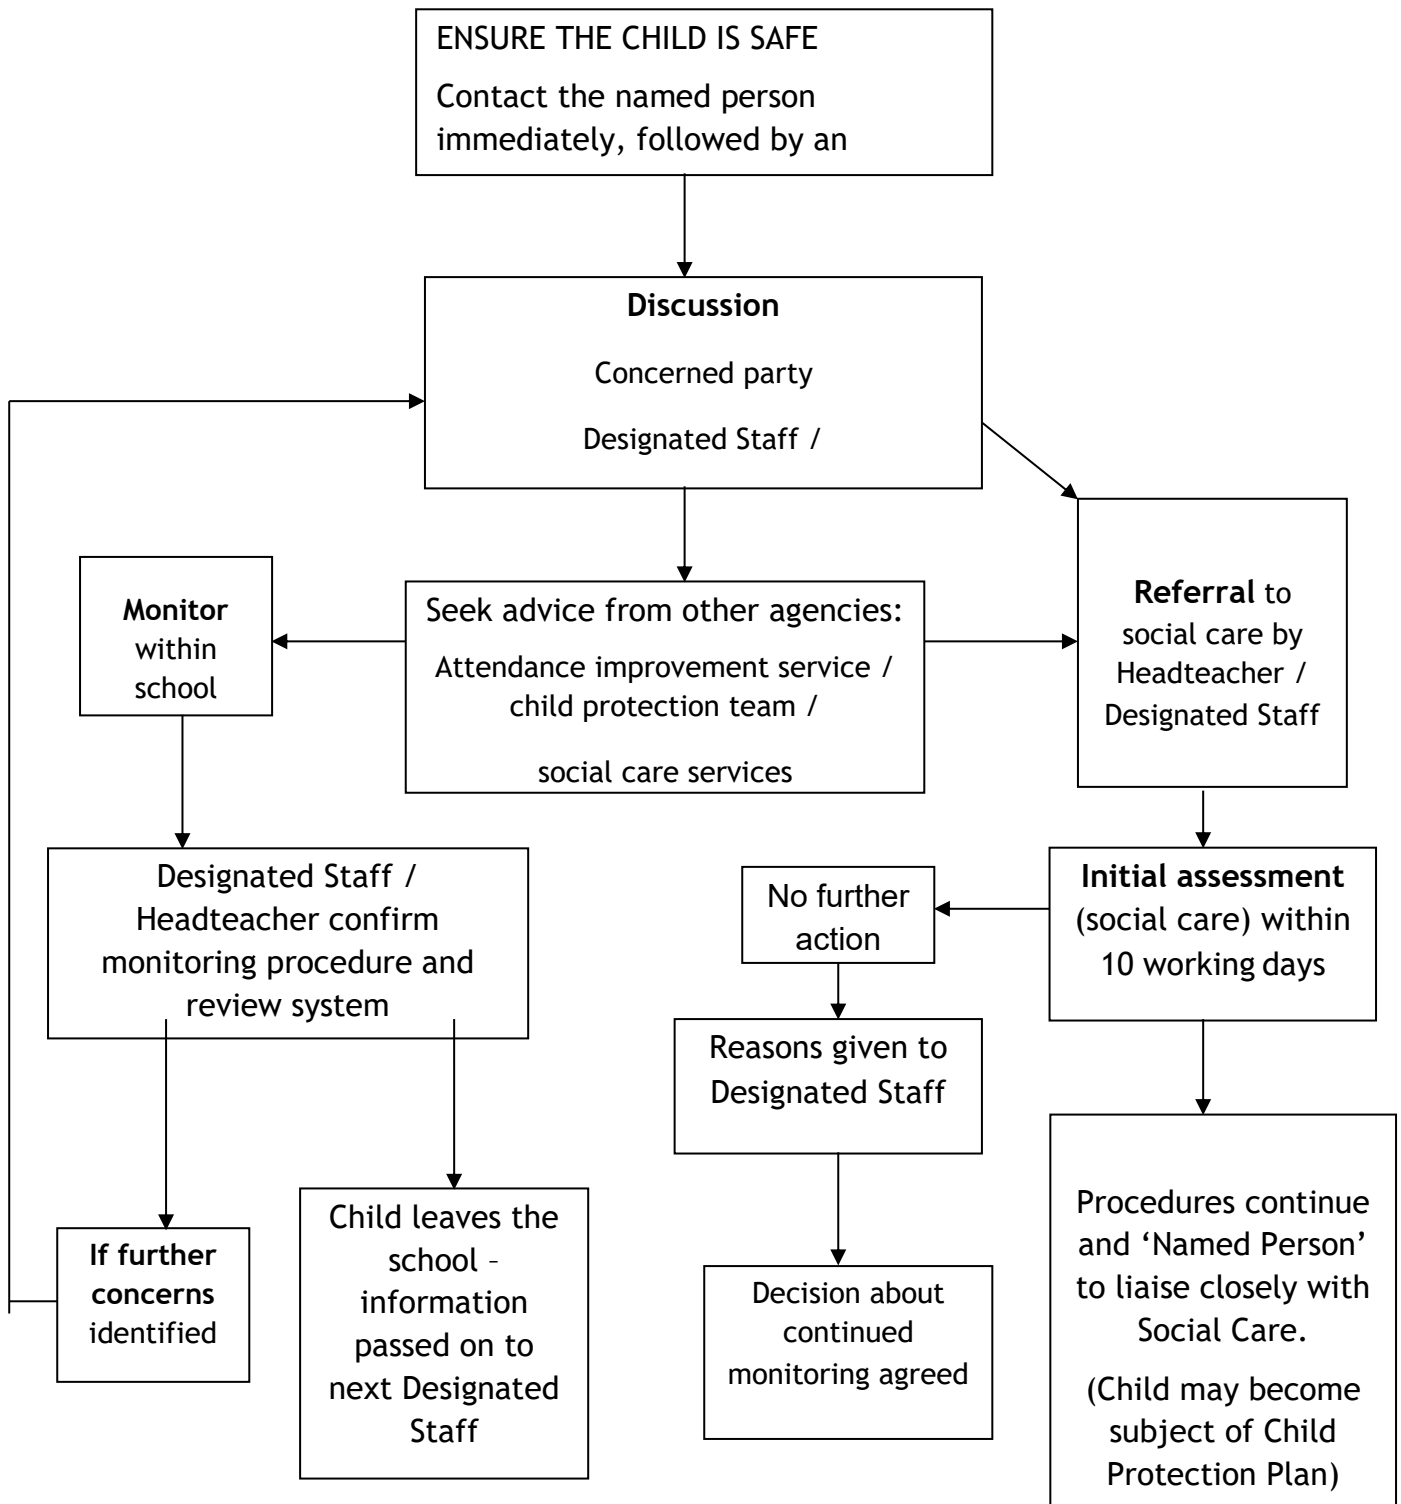 ENSURE THE CHILD IS SAFE
Contact the named person
immediately, followed by an
Discussion
Concerned party
Designated Staff /
Monitor
within
school
Seek advice from other agencies:
Attendance improvement service /
child protection team /
social care services
Referral to
social care by
Headteacher /
Designated Staff
Designated Staff /
Headteacher confirm
monitoring procedure and
review system
No further
action
Initial assessment
(social care) within
10 working days
Reasons given to
Designated Staff
If further
concerns
identified
Child leaves the
school –
information
passed on to
next Designated
Staff
Decision about
continued
monitoring agreed
Procedures continue
and ‘Named Person’
to liaise closely with
Social Care.
(Child may become
subject of Child
Protection Plan)